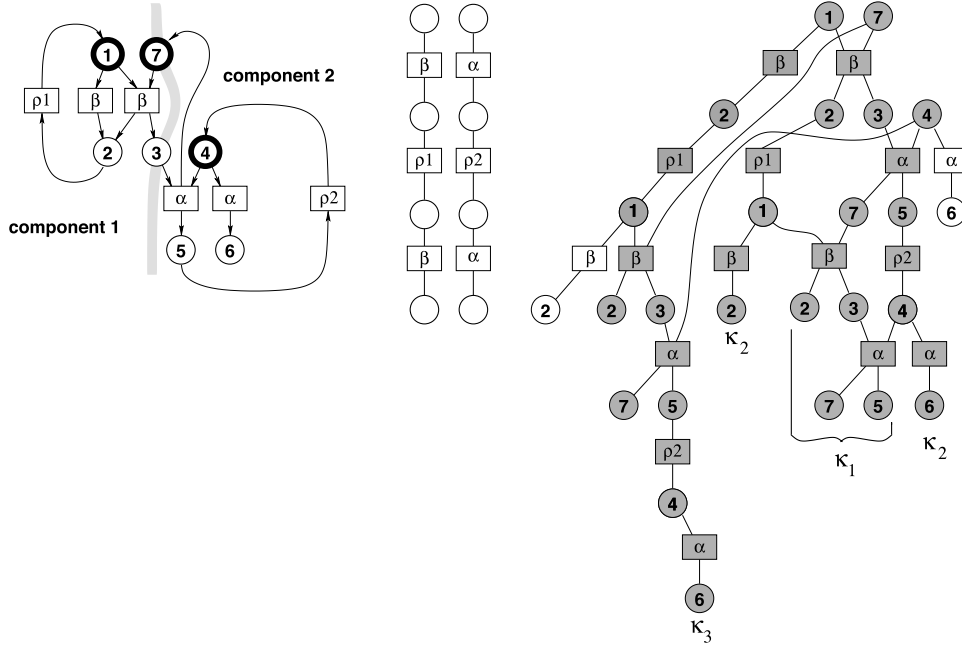 1 7
component 2
ρ1 β β
2 3 4
α α ρ2
component 1
5 6
β α
ρ1 ρ2
β α
1 7
β β
2 2 3 4
ρ1 ρ1 α α
1 1 7 5 6
β β β β ρ2
2 2 3 2 2 3 4
κ2
α α α
7 5 7 5 6
κ1 κ2
ρ2
4
α
6
κ3